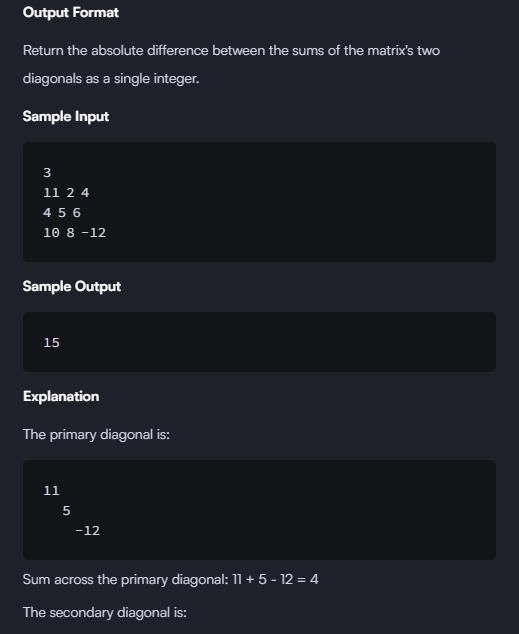 Output Format
Return the absolute difference between the sums of the matrix's two
diagonals as a single integer.
Sample Input
3
11 2 4
4 5 6
10 8 -12
Sample Output
15
Explanation
The primary diagonal is:
11
5
-12
Sum across the primary diagonal: 11 + 5 - 12 = 4
The secondary diagonal is: